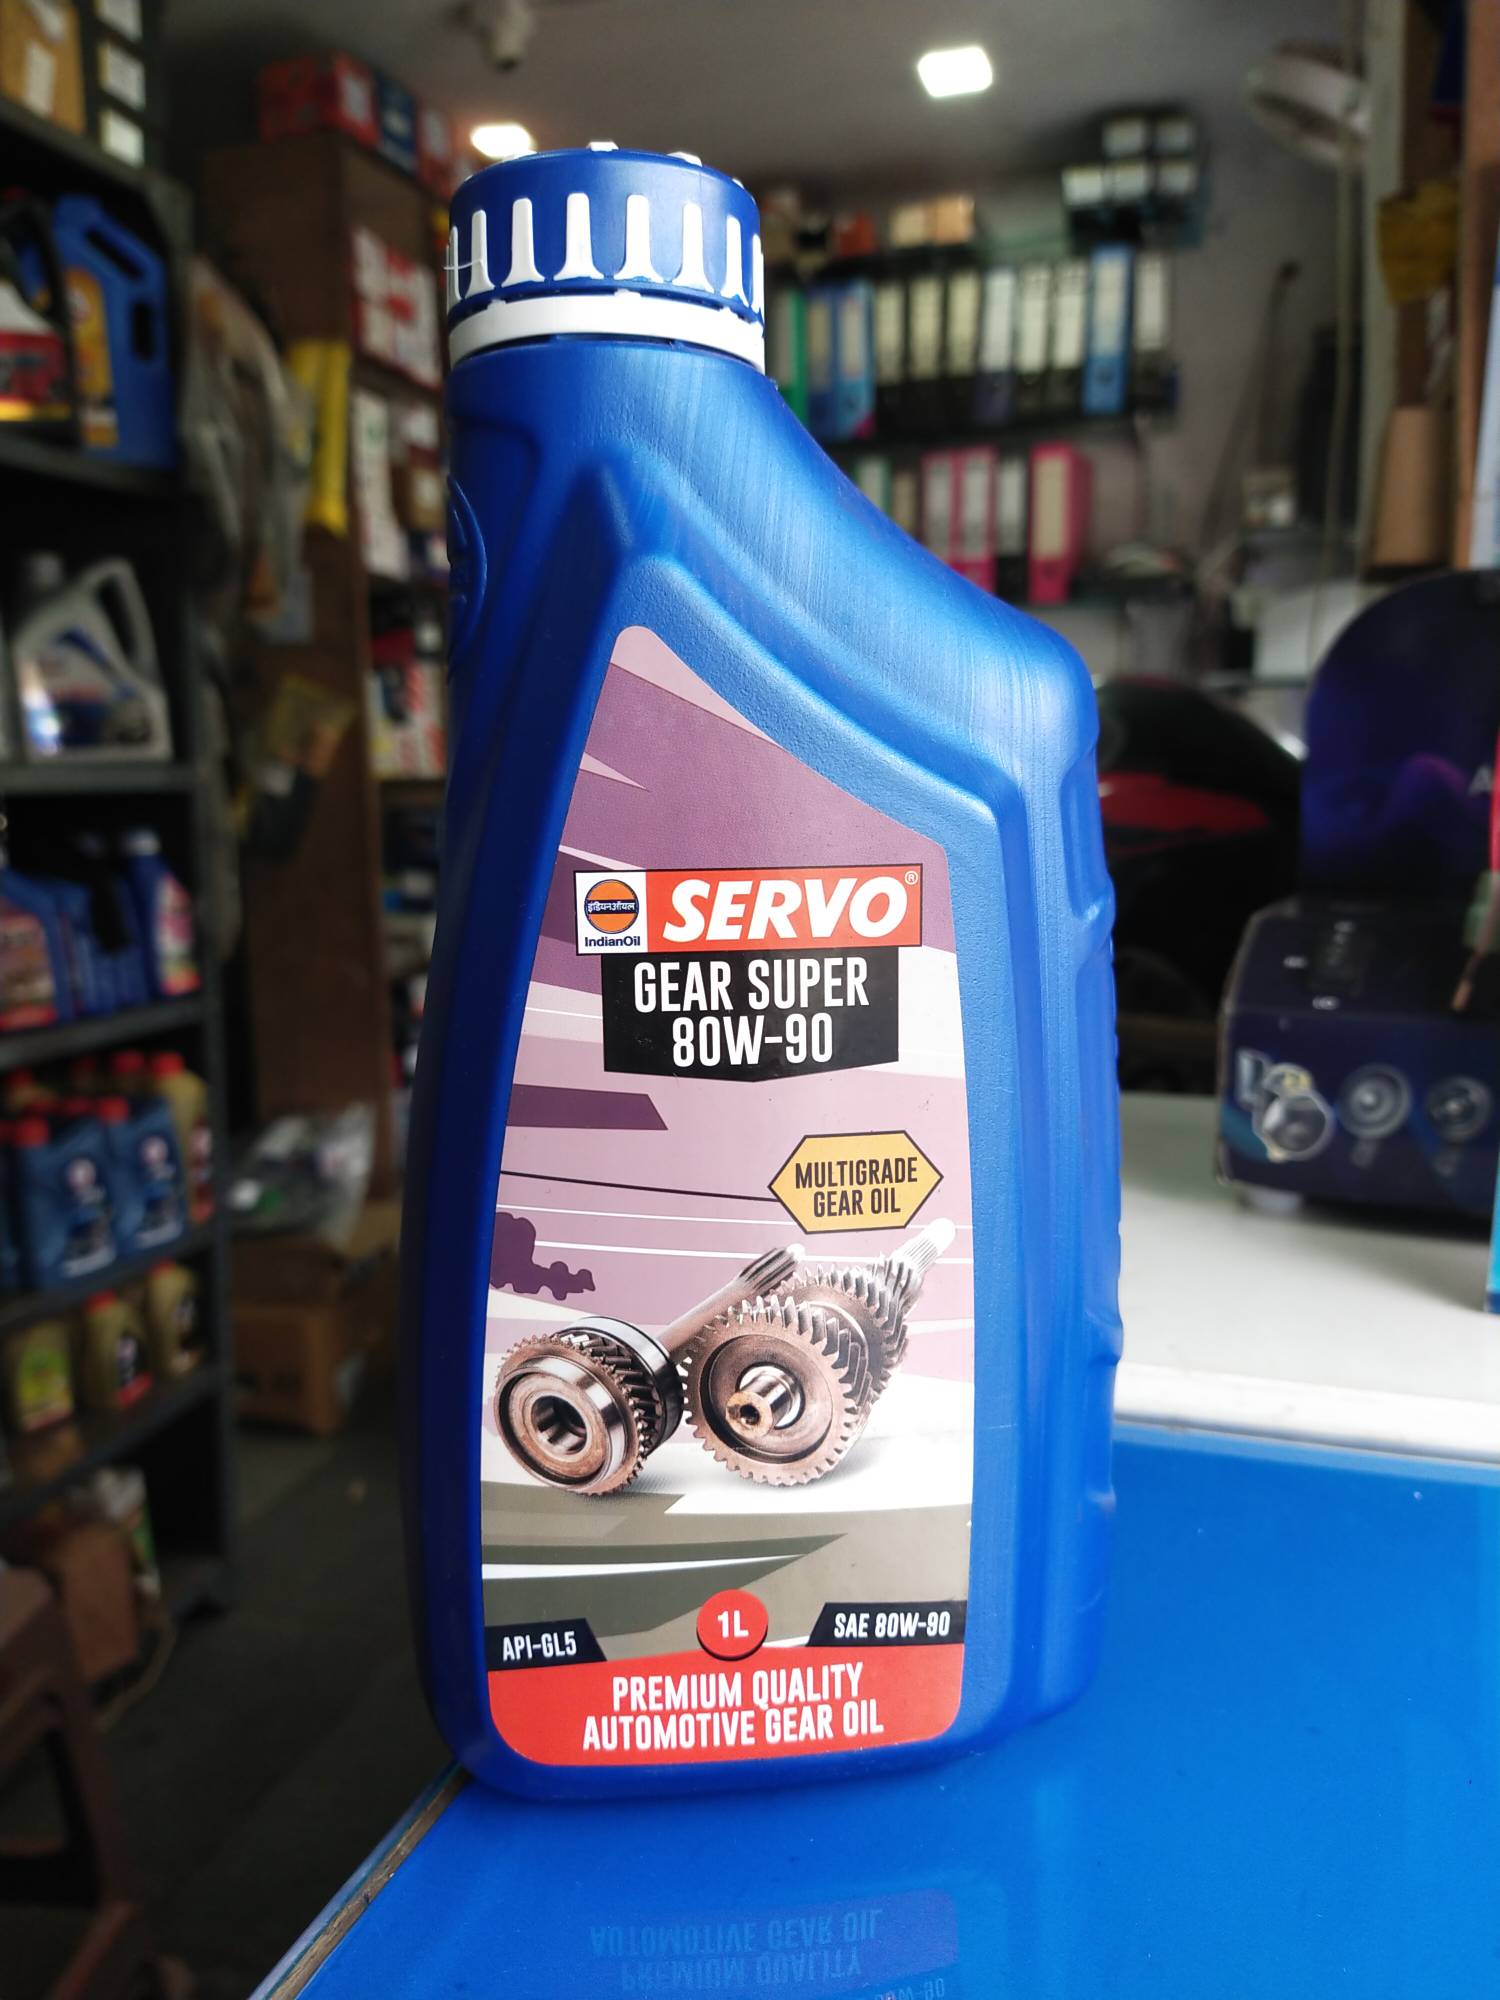 इंडियनऑयल
IndianOil
SERVO®
GEAR SUPER
80W-90
MULTIGRADE
GEAR OIL
API-GL5
1L
SAE 80W-90
PREMIUM QUALITY
AUTOMOTIVE GEAR OIL